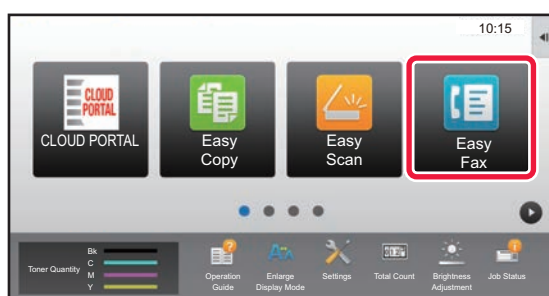 10:15
CLOUD
PORTAL
CLOUD PORTAL
Easy
Copy
Easy
Scan
Easy
Fax
Toner Quantity
Bk
C
M
Y
Operation
Guide
Enlarge
Display Mode
Settings
Total Count
Brightness
Adjustment
Job Status